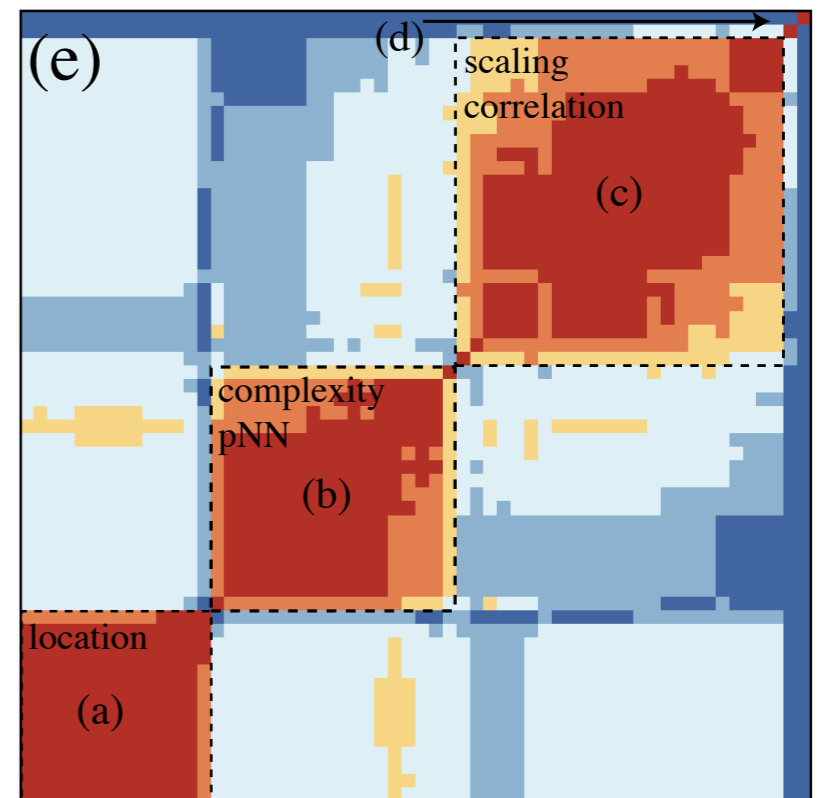 (e)
(d)
scaling
correlation
(c)
complexity
pNN
(b)
location
(a)